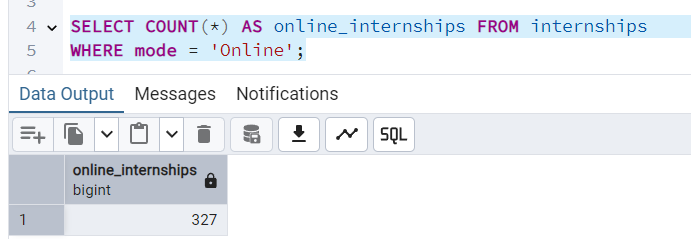 3
4 SELECT COUNT(*) AS online_internships FROM internships
5 WHERE mode = 'Online';
Data Output Messages Notifications
SQL
online_internships
bigint
1 327